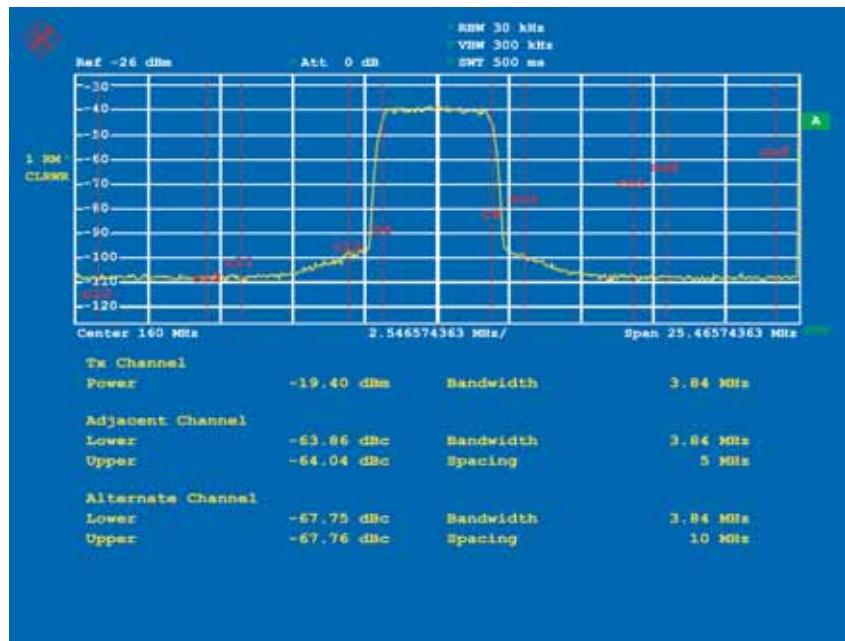 RBW 30 kHz
VBW 300 kHz
Ref -26 dBm Att 0 dB SWT 500 ms
-30
-40
-50
A
1 RM
-60
CLRWR
-70
-80
-90
-100
-110
-120
Center 160 MHz 2.546574363 MHz/ Span 25.46574363 MHz
Tx Channel
Power -19.40 dBm Bandwidth 3.84 MHz
Adjacent Channel
Lower -63.86 dBc Bandwidth 3.84 MHz
Upper -64.04 dBc Spacing 5 MHz
Alternate Channel
Lower -67.75 dBc Bandwidth 3.84 MHz
Upper -67.76 dBc Spacing 10 MHz